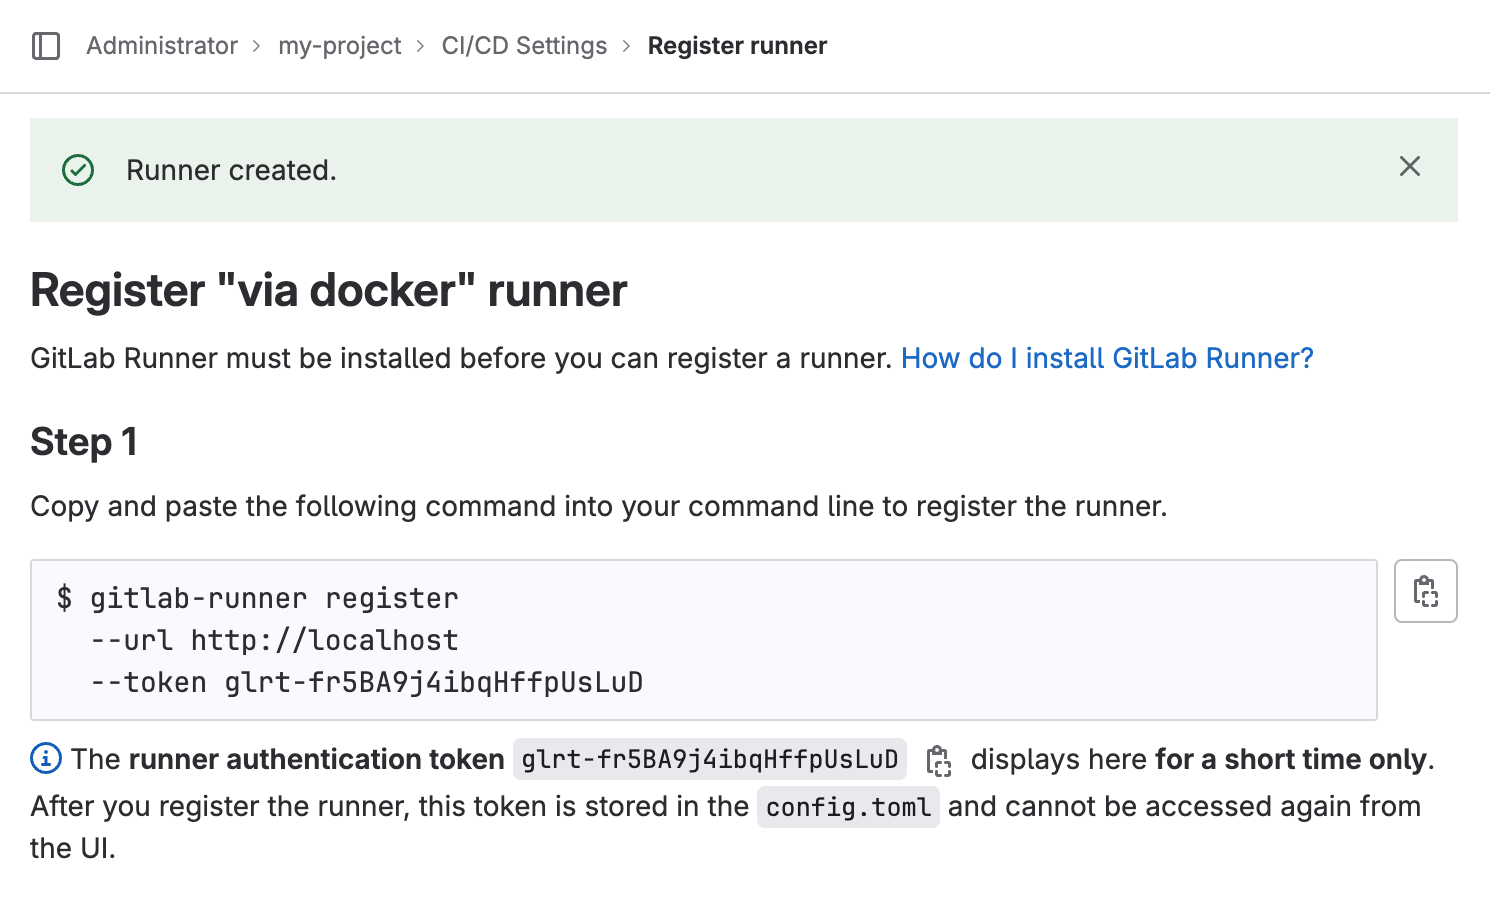 Administrator > my-project > CI/CD Settings > Register runner
Runner created.
Register "via docker" runner
GitLab Runner must be installed before you can register a runner. How do I install GitLab Runner?
Step 1
Copy and paste the following command into your command line to register the runner.
$ gitlab-runner register
--url http://localhost
--token glrt-fr5BA9j4ibqHffpUsLuD
The runner authentication token glrt-fr5BA9j4ibqHffpUsLuD displays here for a short time only.
After you register the runner, this token is stored in the config.toml and cannot be accessed again from
the UI.